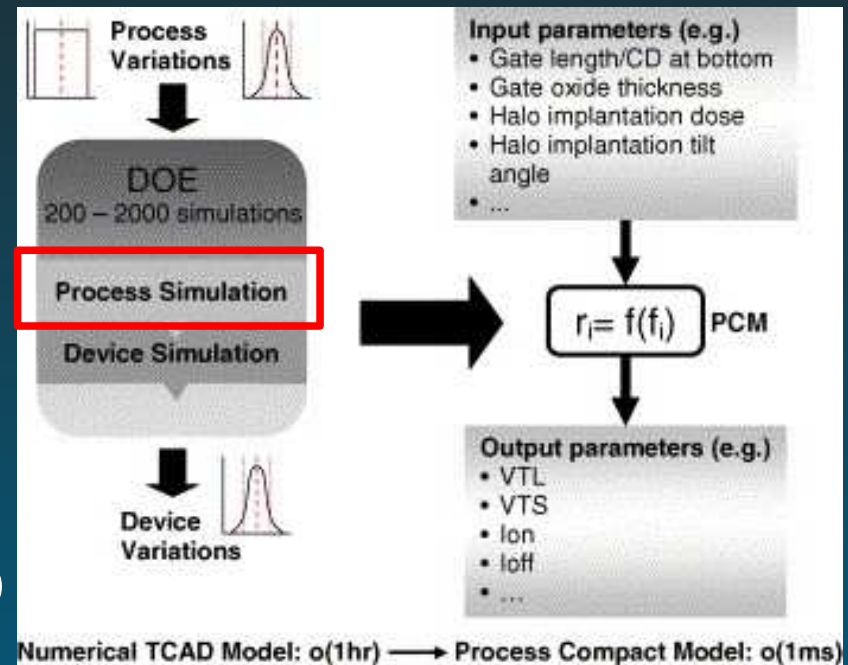 Process
Variations
DOE
200 – 2000 simulations
Process Simulation
Device Simulation
Device
Variations
Input parameters (e.g.)
• Gate length/CD at bottom
• Gate oxide thickness
• Halo implantation dose
• Halo implantation tilt
angle
• ...
rᵢ= f(fᵢ) PCM
Output parameters (e.g.)
• VTL
• VTS
• Ion
• Ioff
• ...
Numerical TCAD Model: o(1hr) → Process Compact Model: o(1ms)
)